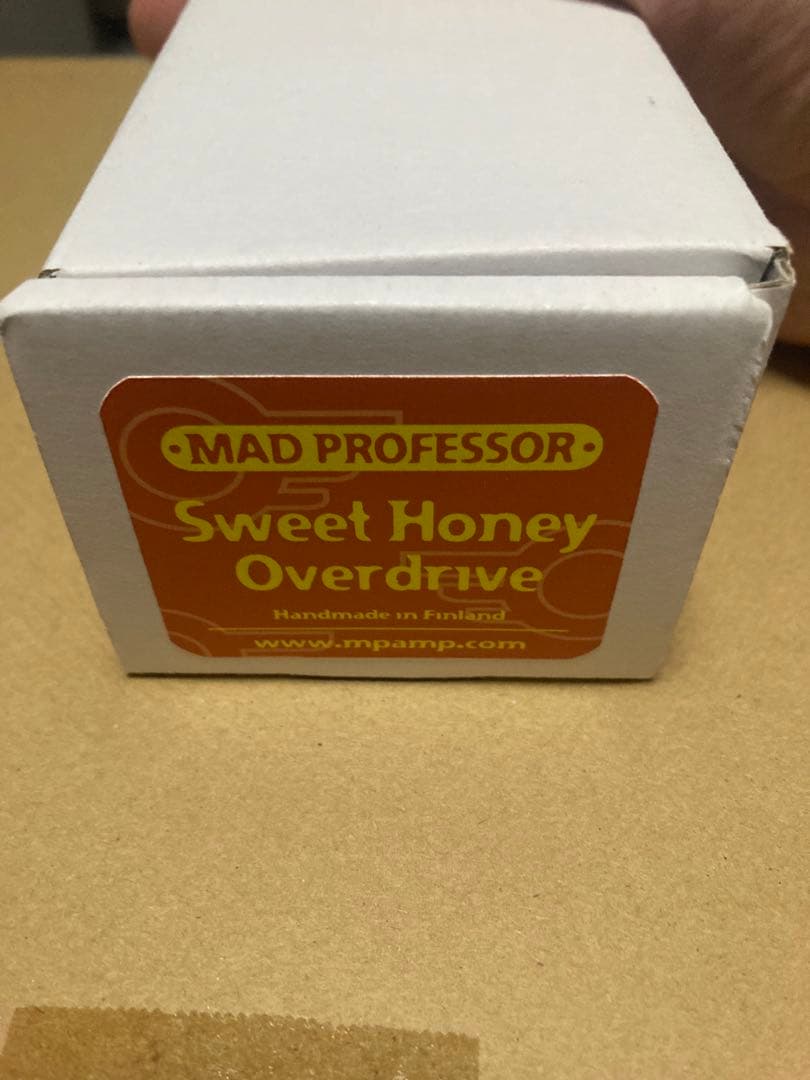 MAD PROFESSOR
Sweet Honey
Overdrive
Handmade in Finland
www.mpamp.com